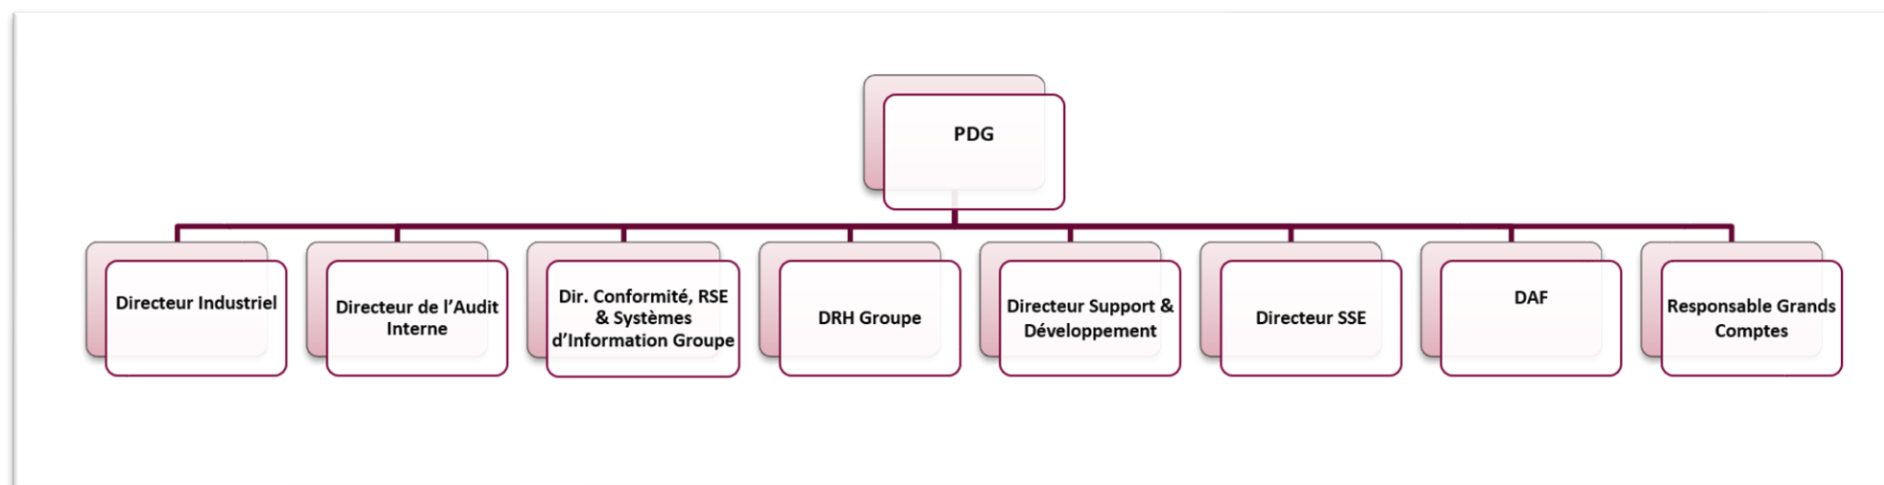 PDG
Directeur Industriel
Directeur de l’Audit
Interne
Dir. Conformité, RSE
& Systèmes
d’Information Groupe
DRH Groupe
Directeur Support &
Développement
Directeur SSE
DAF
Responsable Grands
Comptes